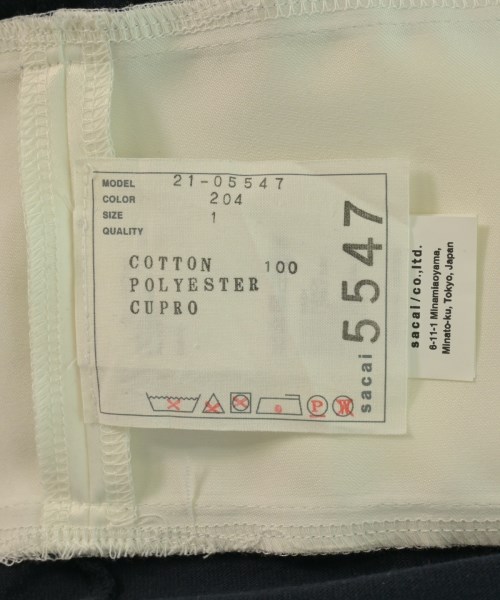 MODEL 21-05547
COLOR 204
SIZE 1
QUALITY
COTTON 100
POLYESTER
CUPRO
P W
sacai 5547
sacai/co.,ltd.
6-11-1 Minamiaoyama,
Minato-ku, Tokyo, Japan